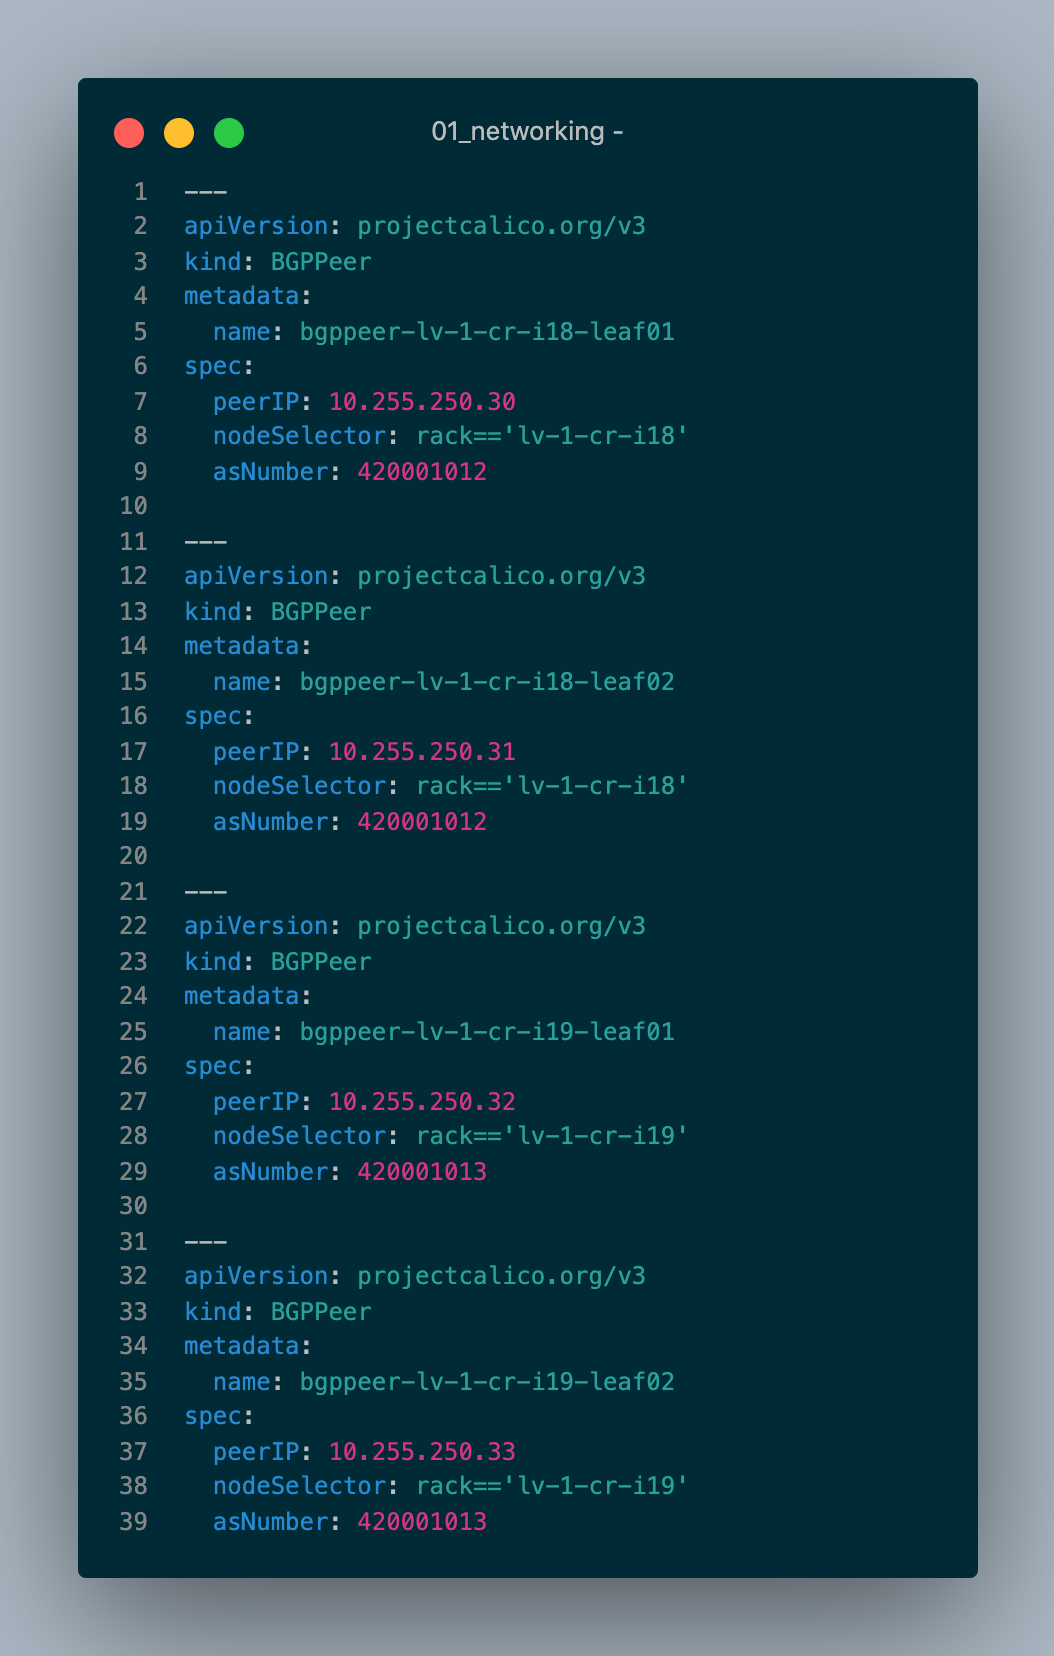 01_networking -
1 ---
2 apiVersion: projectcalico.org/v3
3 kind: BGPPeer
4 metadata:
5   name: bgppeer-lv-1-cr-i18-leaf01
6 spec:
7   peerIP: 10.255.250.30
8   nodeSelector: rack=='lv-1-cr-i18'
9   asNumber: 420001012
10
11 ---
12 apiVersion: projectcalico.org/v3
13 kind: BGPPeer
14 metadata:
15   name: bgppeer-lv-1-cr-i18-leaf02
16 spec:
17   peerIP: 10.255.250.31
18   nodeSelector: rack=='lv-1-cr-i18'
19   asNumber: 420001012
20
21 ---
22 apiVersion: projectcalico.org/v3
23 kind: BGPPeer
24 metadata:
25   name: bgppeer-lv-1-cr-i19-leaf01
26 spec:
27   peerIP: 10.255.250.32
28   nodeSelector: rack=='lv-1-cr-i19'
29   asNumber: 420001013
30
31 ---
32 apiVersion: projectcalico.org/v3
33 kind: BGPPeer
34 metadata:
35   name: bgppeer-lv-1-cr-i19-leaf02
36 spec:
37   peerIP: 10.255.250.33
38   nodeSelector: rack=='lv-1-cr-i19'
39   asNumber: 420001013